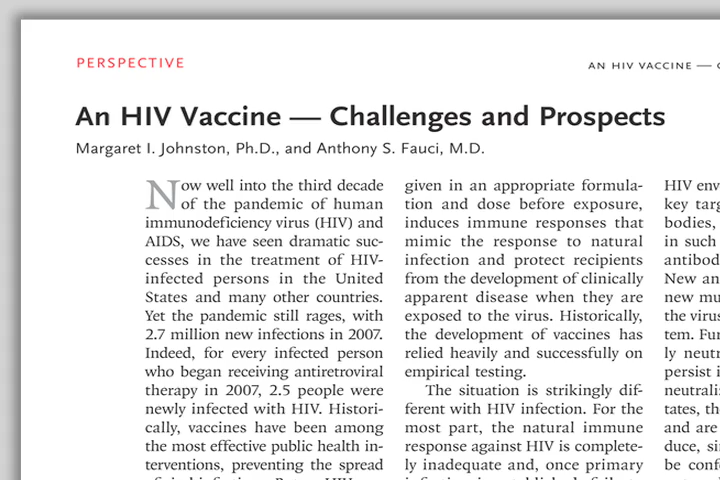 PERSPECTIVE
AN HIV VACCINE —
An HIV Vaccine — Challenges and Prospects
Margaret I. Johnston, Ph.D., and Anthony S. Fauci, M.D.
Now well into the third decade
of the pandemic of human
immunodeficiency virus (HIV) and
AIDS, we have seen dramatic suc-
cesses in the treatment of HIV-
infected persons in the United
States and many other countries.
Yet the pandemic still rages, with
2.7 million new infections in 2007.
Indeed, for every infected person
who began receiving antiretroviral
therapy in 2007, 2.5 people were
newly infected with HIV. Histori-
cally, vaccines have been among
the most effective public health in-
terventions, preventing the spread
given in an appropriate formula-
tion and dose before exposure,
induces immune responses that
mimic the response to natural
infection and protect recipients
from the development of clinically
apparent disease when they are
exposed to the virus. Historically,
the development of vaccines has
relied heavily and successfully on
empirical testing.
The situation is strikingly dif-
ferent with HIV infection. For the
most part, the natural immune
response against HIV is complete-
ly inadequate and, once primary
HIV env
key targ
bodies,
in such
antibod
New an
new mu
the virus
tem. Fur
ly neutr
persist i
neutraliz
tates, the
and are
duce, sin
be conf